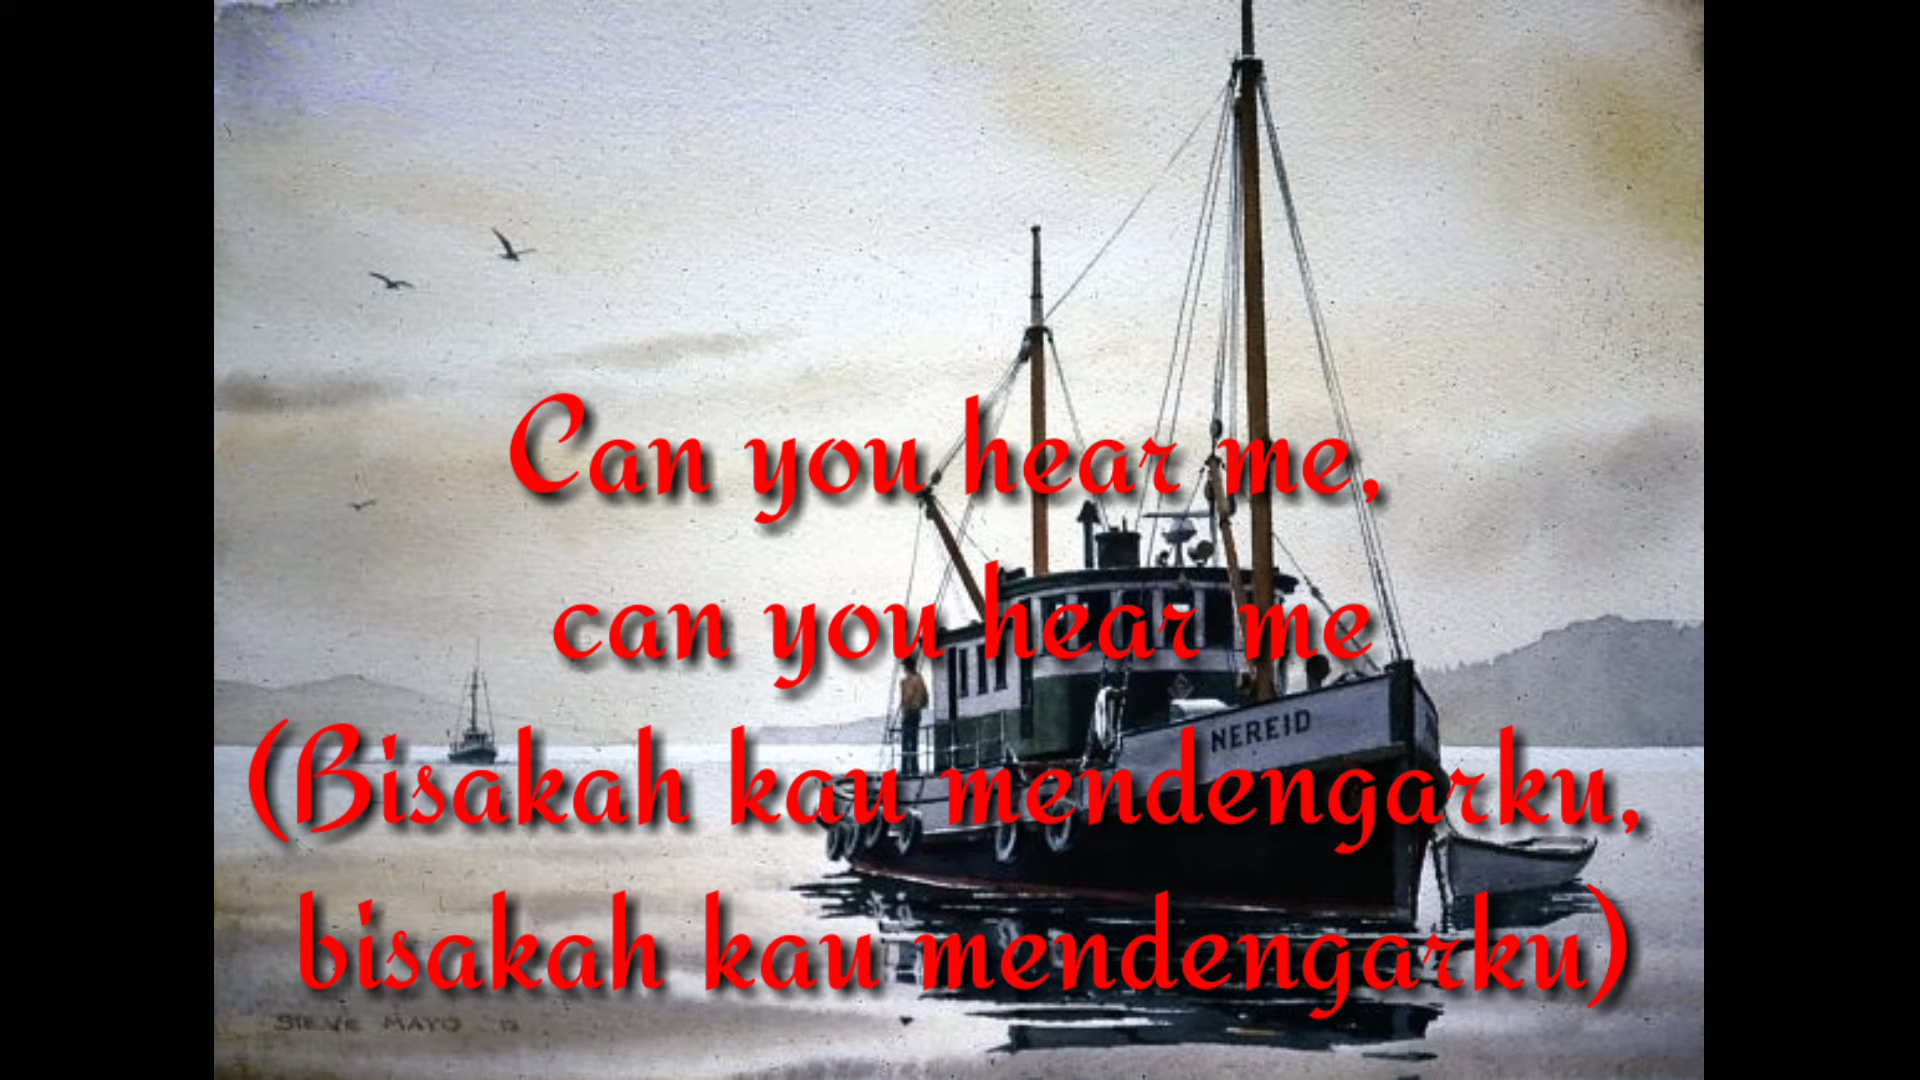 Can you hear me,
can you hear me
(Bisakah kau mendengarku,
bisakah kau mendengarku)
NEREID
STEVE MAYO